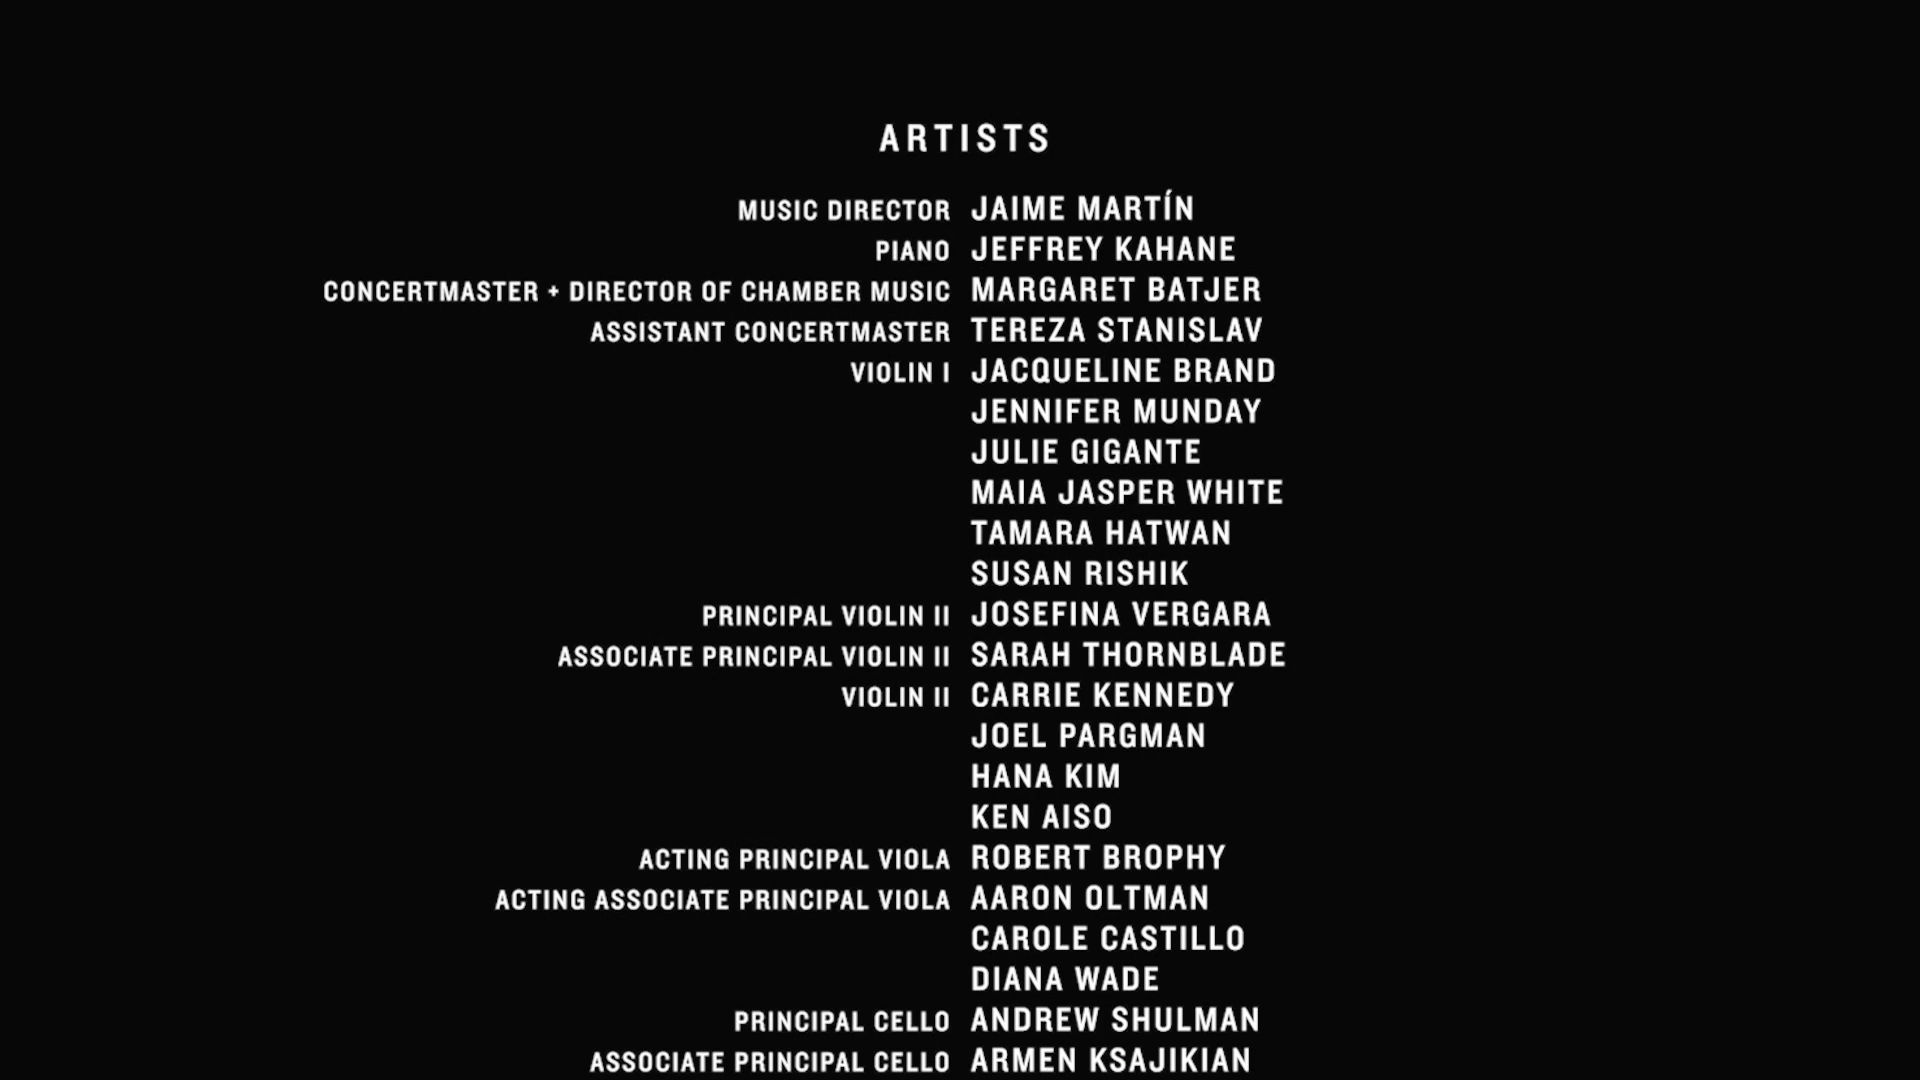 ARTISTS
MUSIC DIRECTOR JAIME MARTÍN
PIANO JEFFREY KAHANE
CONCERTMASTER + DIRECTOR OF CHAMBER MUSIC MARGARET BATJER
ASSISTANT CONCERTMASTER TEREZA STANISLAV
VIOLIN I JACQUELINE BRAND
JENNIFER MUNDAY
JULIE GIGANTE
MAIA JASPER WHITE
TAMARA HATWAN
SUSAN RISHIK
PRINCIPAL VIOLIN II JOSEFINA VERGARA
ASSOCIATE PRINCIPAL VIOLIN II SARAH THORNBLADE
VIOLIN II CARRIE KENNEDY
JOEL PARGMAN
HANA KIM
KEN AISO
ACTING PRINCIPAL VIOLA ROBERT BROPHY
ACTING ASSOCIATE PRINCIPAL VIOLA AARON OLTMAN
CAROLE CASTILLO
DIANA WADE
PRINCIPAL CELLO ANDREW SHULMAN
ASSOCIATE PRINCIPAL CELLO ARMEN KSAJIKIAN